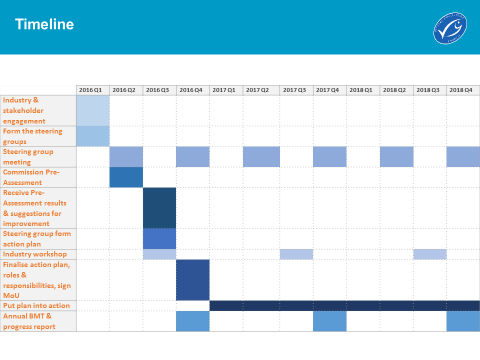 Timeline
2016 Q1 2016 Q2 2016 Q3 2016 Q4 2017 Q1 2017 Q2 2017 Q3 2017 Q4 2018 Q1 2018 Q2 2018 Q3 2018 Q4
Industry &
stakeholder
engagement
Form the steering
groups
Steering group
meeting
Commission Pre-
Assessment
Receive Pre-
Assessment results
& suggestions for
improvement
Steering group form
action plan
Industry workshop
Finalise action plan,
roles &
responsibilities, sign
MoU
Put plan into action
Annual BMT &
progress report